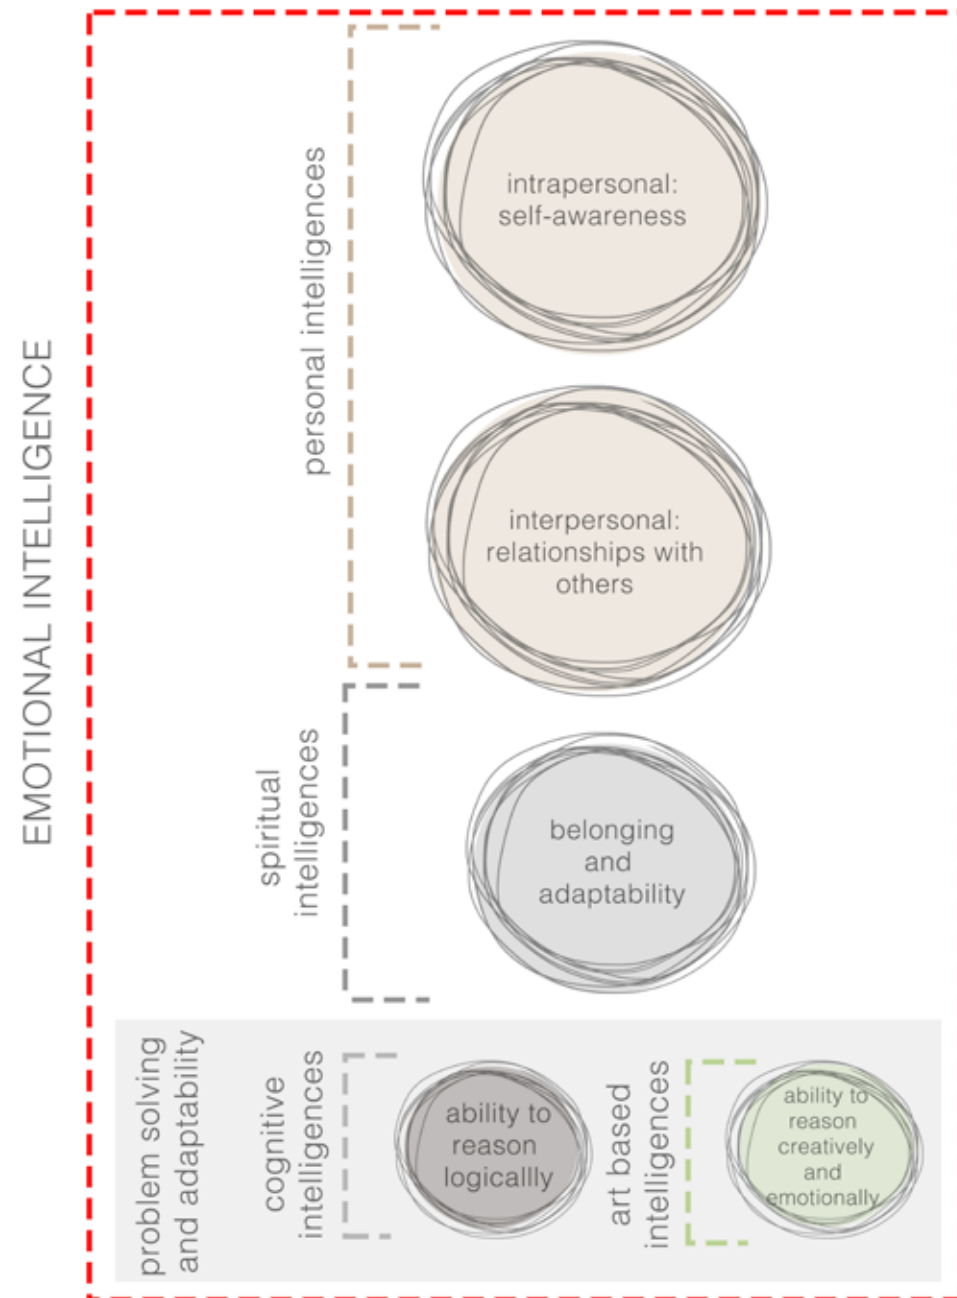 EMOTIONAL INTELLIGENCE
personal intelligences
intrapersonal:
self-awareness
interpersonal:
relationships with
others
spiritual
intelligences
belonging
and
adaptability
problem solving
and adaptability
cognitive
intelligences
ability to
reason
logicallly
art based
intelligences
ability to
reason
creatively
and
emotionally